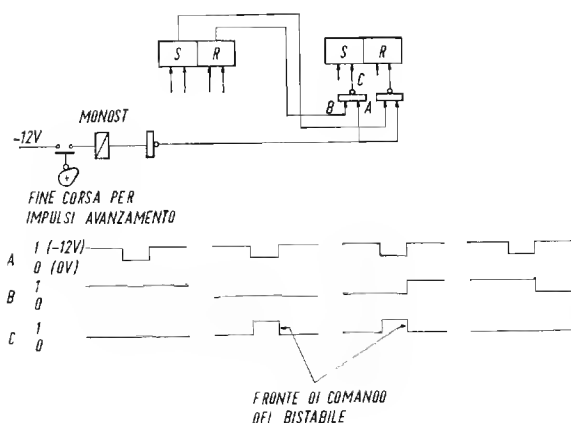 S R
S R
C
B A
MONOST
-12V
FINE CORSA PER
IMPULSI AVANZAMENTO
A 1 (-12V)
0 (0V)
B 1
0
C 1
0
FRONTE DI COMANDO
DEL BISTABILE